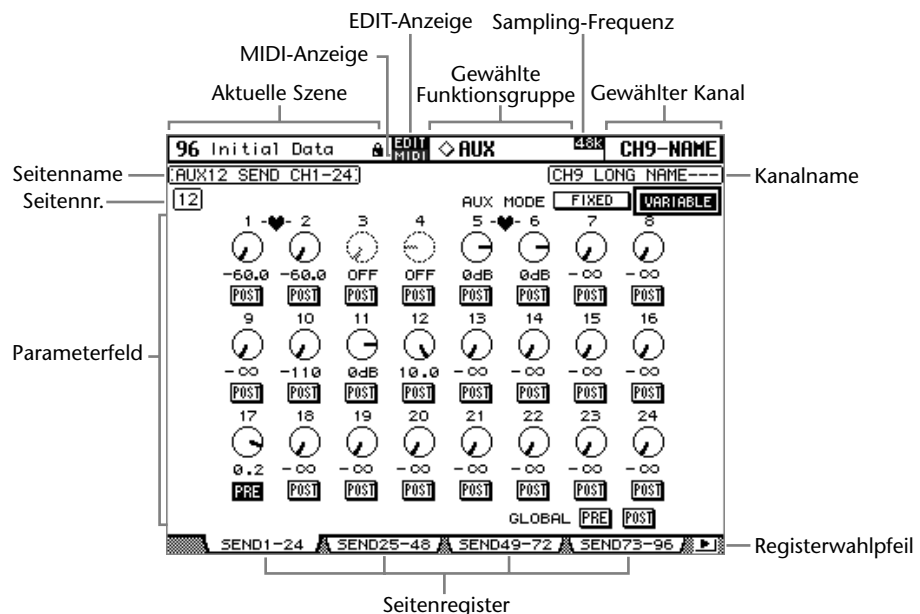 EDIT-Anzeige Sampling-Frequenz
MIDI-Anzeige
Aktuelle Szene
Gewählte
Funktionsgruppe
Gewählter Kanal
96 Initial Data EDIT MIDI AUX 48k CH9-NAME
Seitenname
AUX12 SEND CH1-24
CH9 LONG NAME---
Kanalname
Seitennr.
12
AUX MODE FIXED VARIABLE
1 - 2 3 4 5 - 6 7 8
-60.0 -60.0 OFF OFF 0dB 0dB -∞ -∞
POST POST POST POST POST POST POST POST
9 10 11 12 13 14 15 16
Parameterfeld
-∞ -110 0dB 10.0 -∞ -∞ -∞ -∞
POST POST POST POST POST POST POST POST
17 18 19 20 21 22 23 24
0.2 -∞ -∞ -∞ -∞ -∞ -∞ -∞
PRE POST POST POST POST POST POST POST
GLOBAL PRE POST
SEND1-24 SEND25-48 SEND49-72 SEND73-96
Registerwahlpfeil
Seitenregister